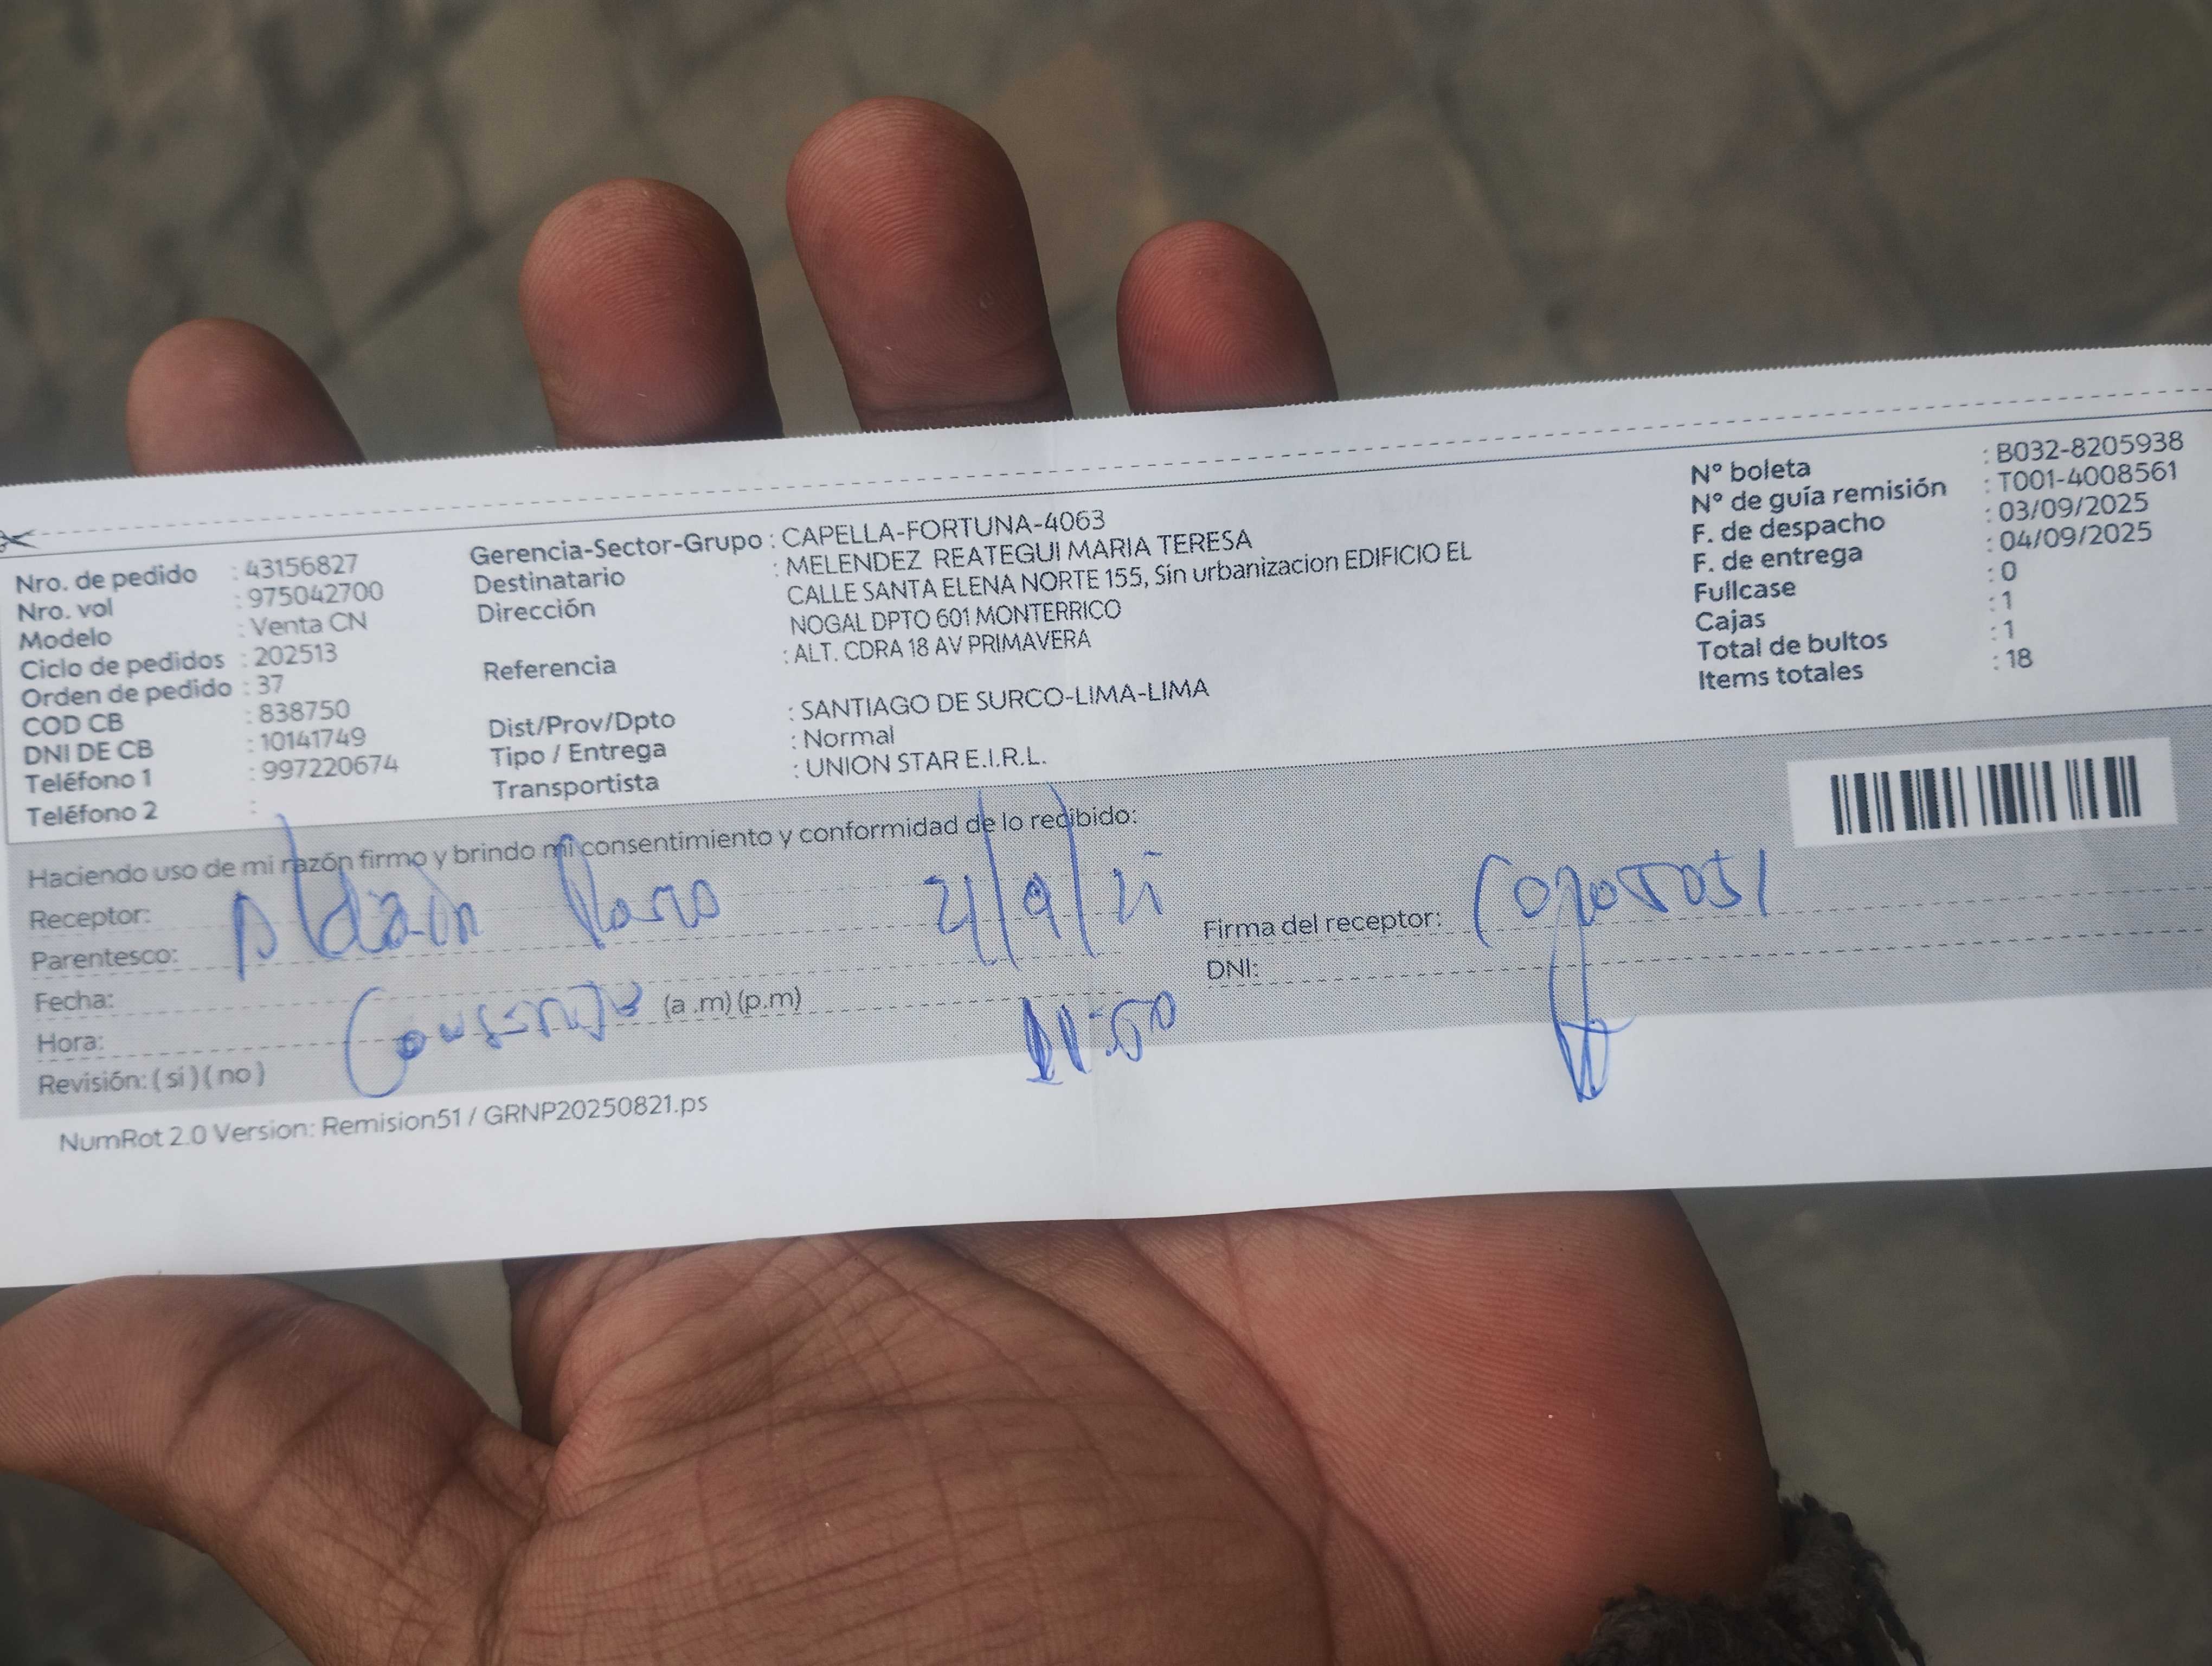 Nro. de pedido : 43156827
Nro. vol : 975042700
Modelo : Venta CN
Ciclo de pedidos : 202513
Orden de pedido : 37
COD CB : 838750
DNI DE CB : 10141749
Teléfono 1 : 997220674
Teléfono 2 :
Gerencia-Sector-Grupo : CAPELLA-FORTUNA-4063
Destinatario : MELENDEZ REATEGUI MARIA TERESA
Dirección CALLE SANTA ELENA NORTE 155, Sin urbanizacion EDIFICIO EL
NOGAL DPTO 601 MONTERRICO
Referencia : ALT. CDRA 18 AV PRIMAVERA
Dist/Prov/Dpto : SANTIAGO DE SURCO-LIMA-LIMA
Tipo / Entrega : Normal
Transportista : UNION STAR E.I.R.L.
N° boleta : B032-8205938
N° de guía remisión : T001-4008561
F. de despacho : 03/09/2025
F. de entrega : 04/09/2025
Fullcase : 0
Cajas : 1
Total de bultos : 1
Items totales : 18
Haciendo uso de mi razón firmo y brindo mi consentimiento y conformidad de lo recibido:
Receptor:
Parentesco:
Fecha:
Hora: (a .m) (p.m)
Revisión: ( si ) ( no )
Firma del receptor:
DNI:
NumRot 2.0 Version: Remision51 / GRNP20250821.ps